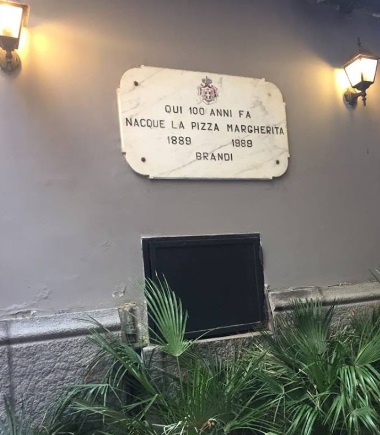 QUI 100 ANNI FA
NACQUE LA PIZZA MARGHERITA
1889 1989
BRANDI